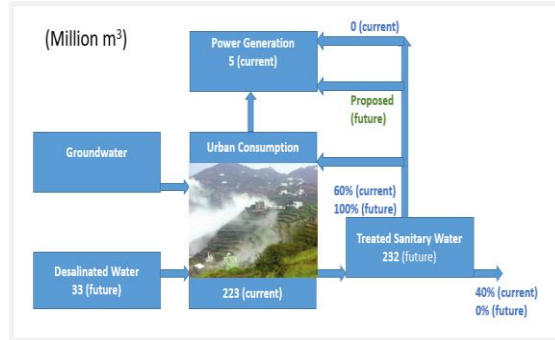 (Million m³)
Power Generation
5 (current)
0 (current)
Proposed
(future)
Groundwater
Urban Consumption
60% (current)
100% (future)
Treated Sanitary Water
232 (future)
Desalinated Water
33 (future)
223 (current)
40% (current)
0% (future)